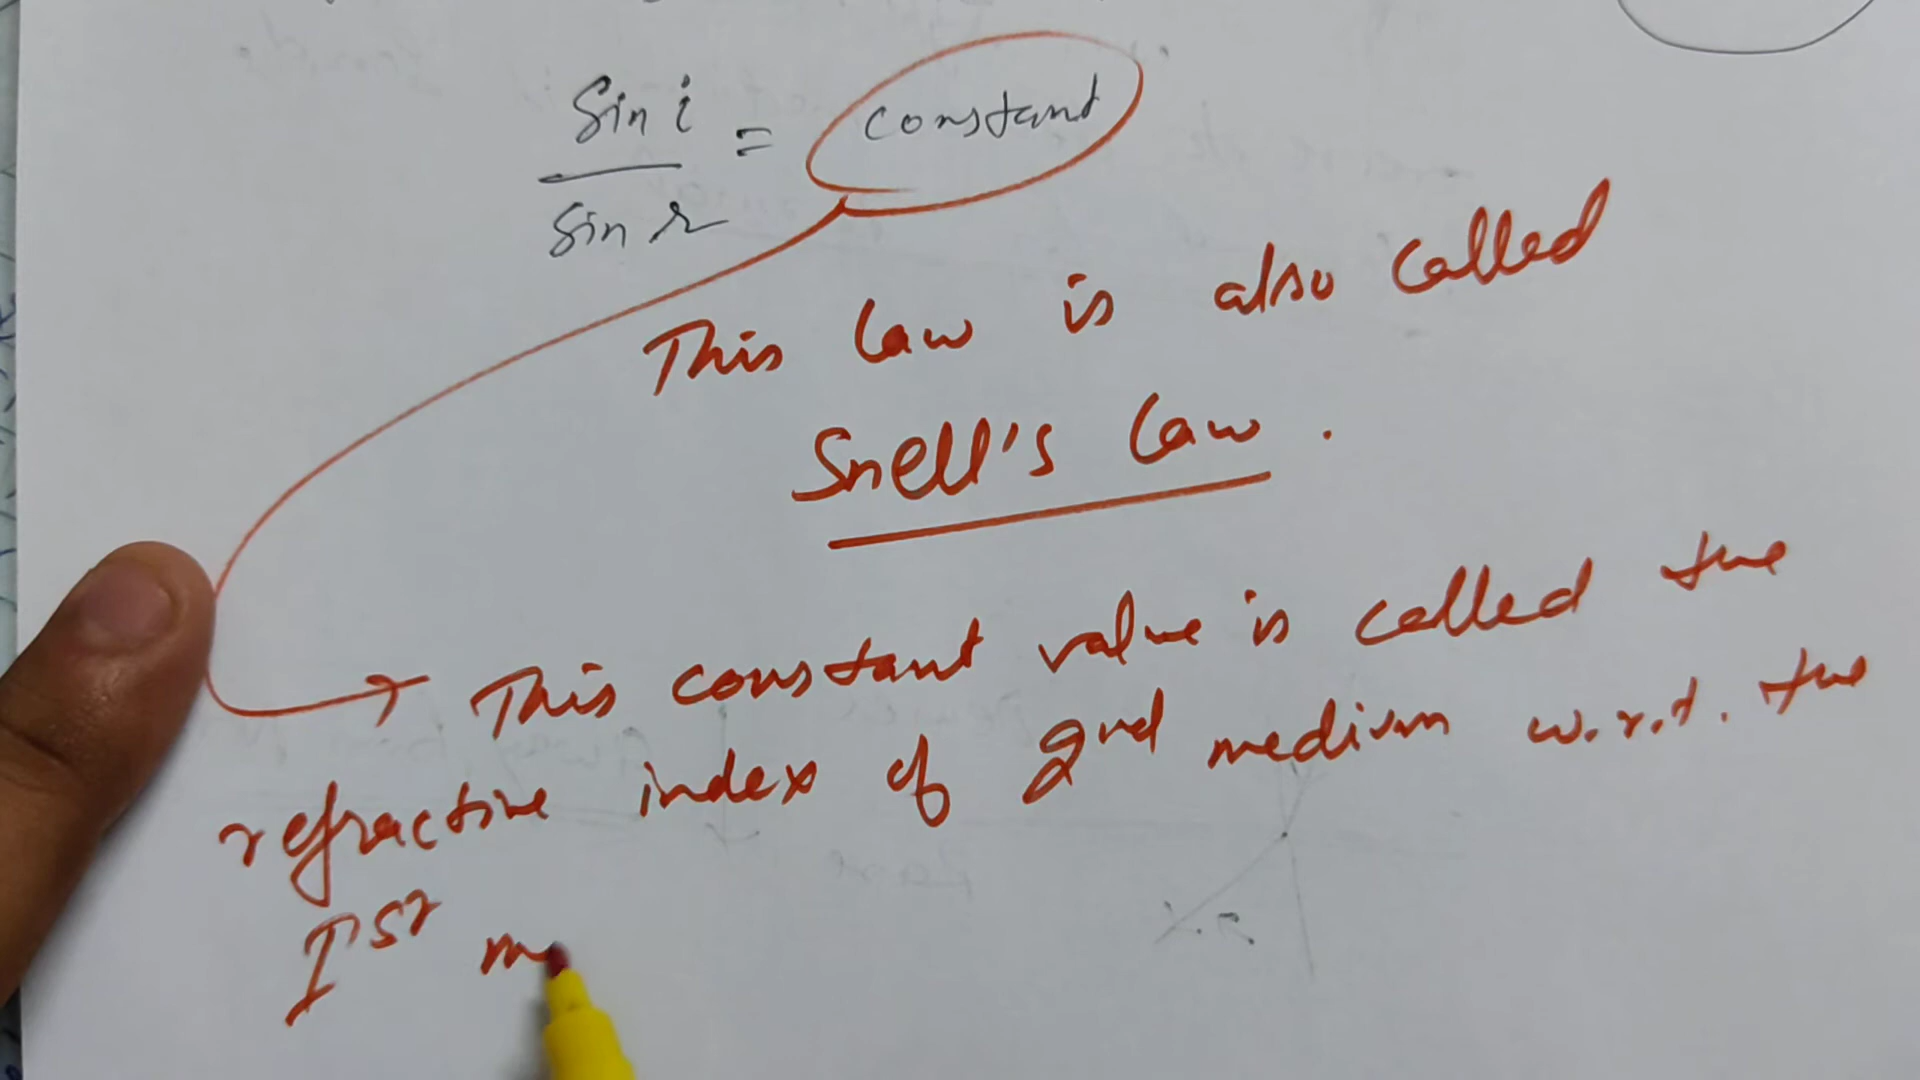 Sin i
= constant
Sin r
This law is also called
Snell's law.
→ This constant value is called the
refractive index of 2nd medium w.r.t. the
Ist m